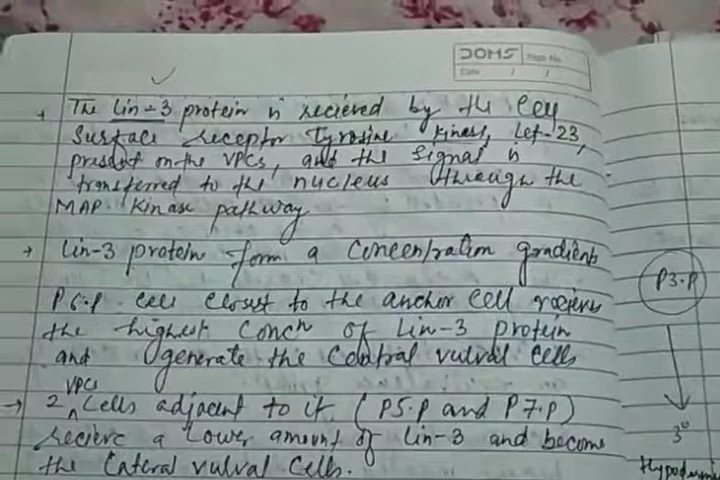 DOMS Page No.
Date / /
The Lin-3 protein is recieved by the Cell
Surface receptor tyrosine kinase, Let-23,
present on the VPCs, and the signal is
transferred to the nucleus through the
MAP Kinase pathway
→ Lin-3 protein form a concentration gradient
P6.P cell closest to the anchor cell recieves
the highest conc^n of Lin-3 protein
and generate the Central vulval cells
VPCs
→ 2 ^ Cells adjacent to it (P5.P and P7.P)
recieve a lower amount of Lin-3 and become
the Lateral vulval Cells.
P3.P
3°